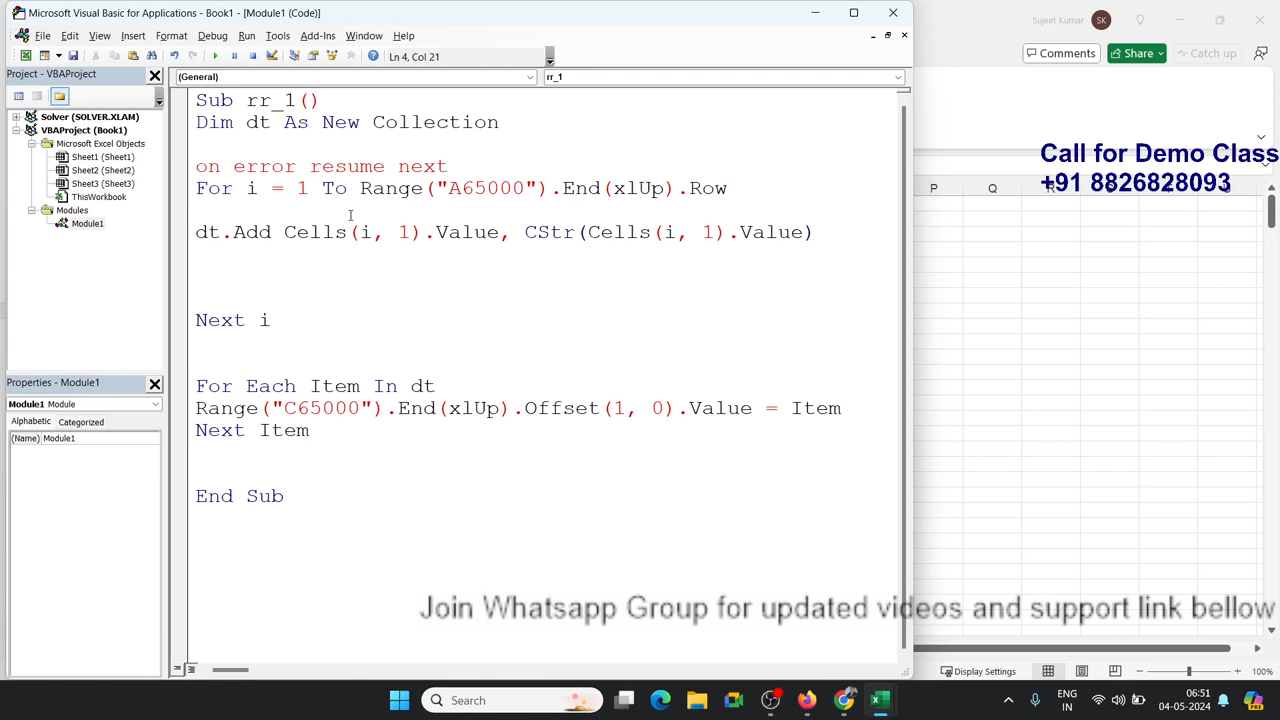 Microsoft Visual Basic for Applications - Book1 - [Module1 (Code)]
Sujeet Kumar
SK
File Edit View Insert Format Debug Run Tools Add-Ins Window Help
Ln 4, Col 21
Comments
Share
Catch up
Project - VBAProject
(General)
rr_1
Solver (SOLVER.XLAM)
VBAProject (Book1)
Microsoft Excel Objects
Sheet1 (Sheet1)
Sheet2 (Sheet2)
Sheet3 (Sheet3)
ThisWorkbook
Modules
Module1
Sub rr_1()
Dim dt As New Collection
on error resume next
For i = 1 To Range("A65000").End(xlUp).Row
dt.Add Cells(i, 1).Value, CStr(Cells(i, 1).Value)
Next i
For Each Item In dt
Range("C65000").End(xlUp).Offset(1, 0).Value = Item
Next Item
End Sub
Call for Demo Class
+91 8826828093
P Q
Properties - Module1
Module1 Module
Alphabetic Categorized
(Name) Module1
Join Whatsapp Group for updated videos and support link bellow
Display Settings
100%
Search
ENG
IN
06:51
04-05-2024